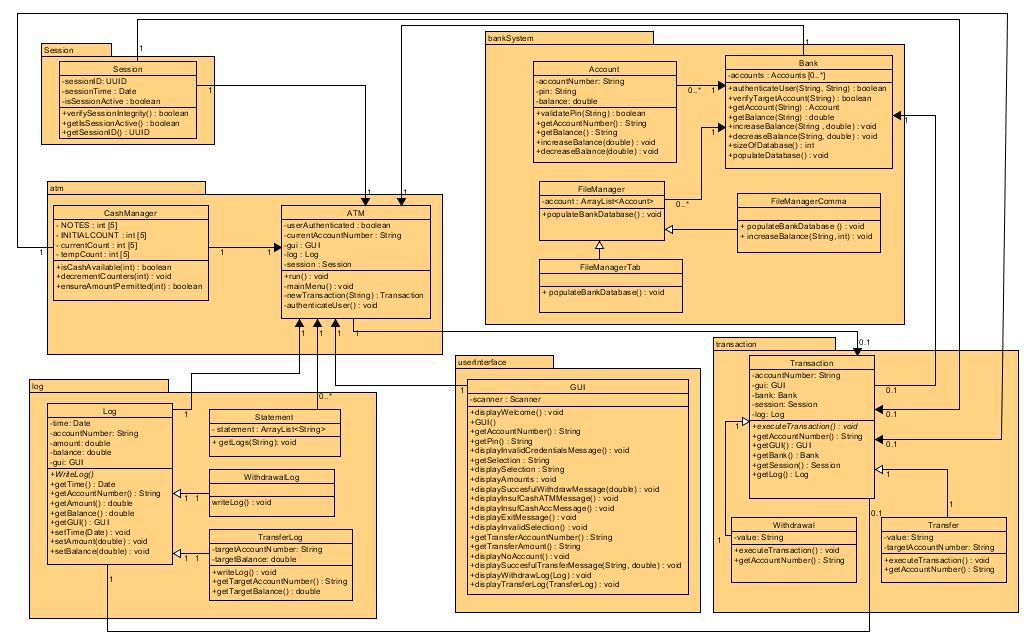 Session
Session
-sessionID: UUID
-sessionTime : Date
-isSessionActive : boolean
+verifySessionIntegrity() : boolean
+getIsSessionActive() : boolean
+getSessionID() : UUID
1
1
bankSystem
Account
-accountNumber: String
-pin: String
-balance: double
+validatePin(String) : boolean
+getAccountNumber() : String
+getBalance() : String
+increaseBalance(double) : void
+decreaseBalance(double) : void
0..*
1
1
Bank
-accounts : Accounts [0..*]
+authenticateUser(String, String) : boolean
+verifyTargetAccount(String) : boolean
+getAccount(String) : Account
+getBalance(String) : double
+increaseBalance(String , double) : void
+decreaseBalance(String, double) : void
+sizeOfDatabase() : int
+populateDatabase() : void
1
1
FileManager
-account : ArrayList<Account>
+populateBankDatabase() : void
0..*
FileManagerComma
+ populateBankDatabase () : void
+ increaseBalance(String, int) : void
FileManagerTab
+ populateBankDatabase() : void
atm
CashManager
- NOTES : int [5]
- INITIALCOUNT : int [5]
- currentCount : int [5]
- tempCount : int [5]
+isCashAvailable(int) : boolean
+decrementCounters(int) : void
+ensureAmountPermitted(int) : boolean
1
1
1
1
1
ATM
-userAuthenticated : boolean
-currentAccountNumber : String
-gui : GUI
-log : Log
-session : Session
+run() : void
-mainMenu() : void
-newTransaction(String) : Transaction
-authenticateUser() : void
1
1
1
1
log
Log
-time: Date
-accountNumber: String
-amount: double
-balance: double
-gui: GUI
+WriteLog()
+getTime() : Date
+getAccountNumber() : String
+getAmount() : double
+getBalance() : double
+getGUI() : GUI
+setTime(Date) : void
+setAmount(double) : void
+setBalance(double) : void
1
1
0..*
Statement
- statement : ArrayList<String>
+ getLogs(String): void
WithdrawalLog
writeLog() : void
1
1
TransferLog
-targetAccountNumber: String
-targetBalance: double
+writeLog() : void
+getTargetAccountNumber() : String
+getTargetBalance() : double
1
1
userInterface
GUI
-scanner : Scanner
+displayWelcome() : void
+GUI()
+getAccountNumber() : String
+getPin() : String
+displayInvalidCredentialsMessage() : void
+getSelection : String
+displaySelection : String
+displayAmounts : void
+displaySuccesfulWithdrawMessage(double) : void
+displayInsufCashATMMessage() : void
+displayInsufCashAccMessage() : void
+displayExitMessage() : void
+displayInvalidSelection() : void
+getTransferAccountNumber() : String
+getTransferAmount() : String
+displayNoAccount() : void
+displaySuccesfulTransferMessage(String, double) : void
+displayWithdrawLog(Log) : void
+displayTransferLog(TransferLog) : void
1
transaction
0.1
Transaction
-accountNumber: String
-gui: GUI
-bank: Bank
-session: Session
-log: Log
+executeTransaction() : void
+getAccountNumber() : String
+getGUI() : GUI
+getBank() : Bank
+getSession() : Session
+getLog() : Log
0.1
0.1
0.1
1
1
0.1
1
1
Withdrawal
-value: String
+executeTransaction() : void
+getAccountNumber() : String
Transfer
-value: String
-targetAccountNumber: String
+executeTransaction() : void
+getAccountNumber() : String